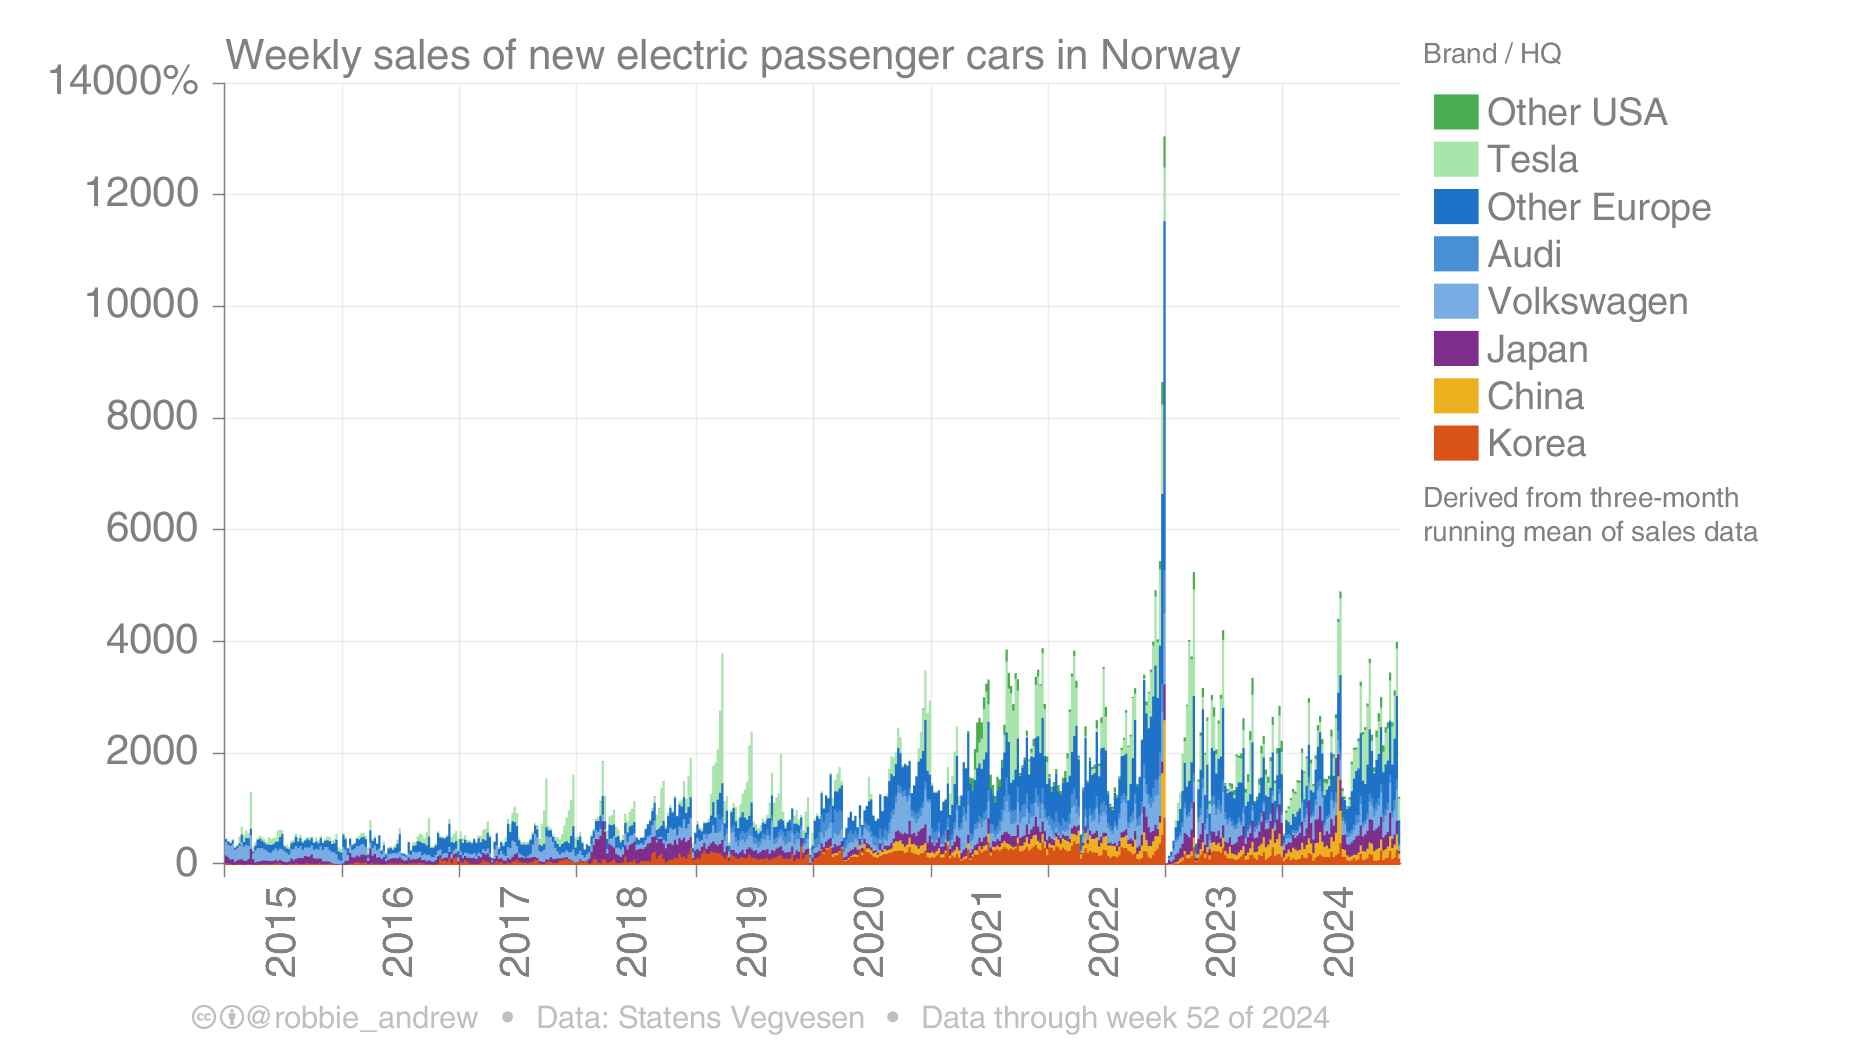 Weekly sales of new electric passenger cars in Norway
14000%
12000
10000
8000
6000
4000
2000
0
2015
2016
2017
2018
2019
2020
2021
2022
2023
2024
Brand / HQ
Other USA
Tesla
Other Europe
Audi
Volkswagen
Japan
China
Korea
Derived from three-month
running mean of sales data
cc @robbie_andrew • Data: Statens Vegvesen • Data through week 52 of 2024